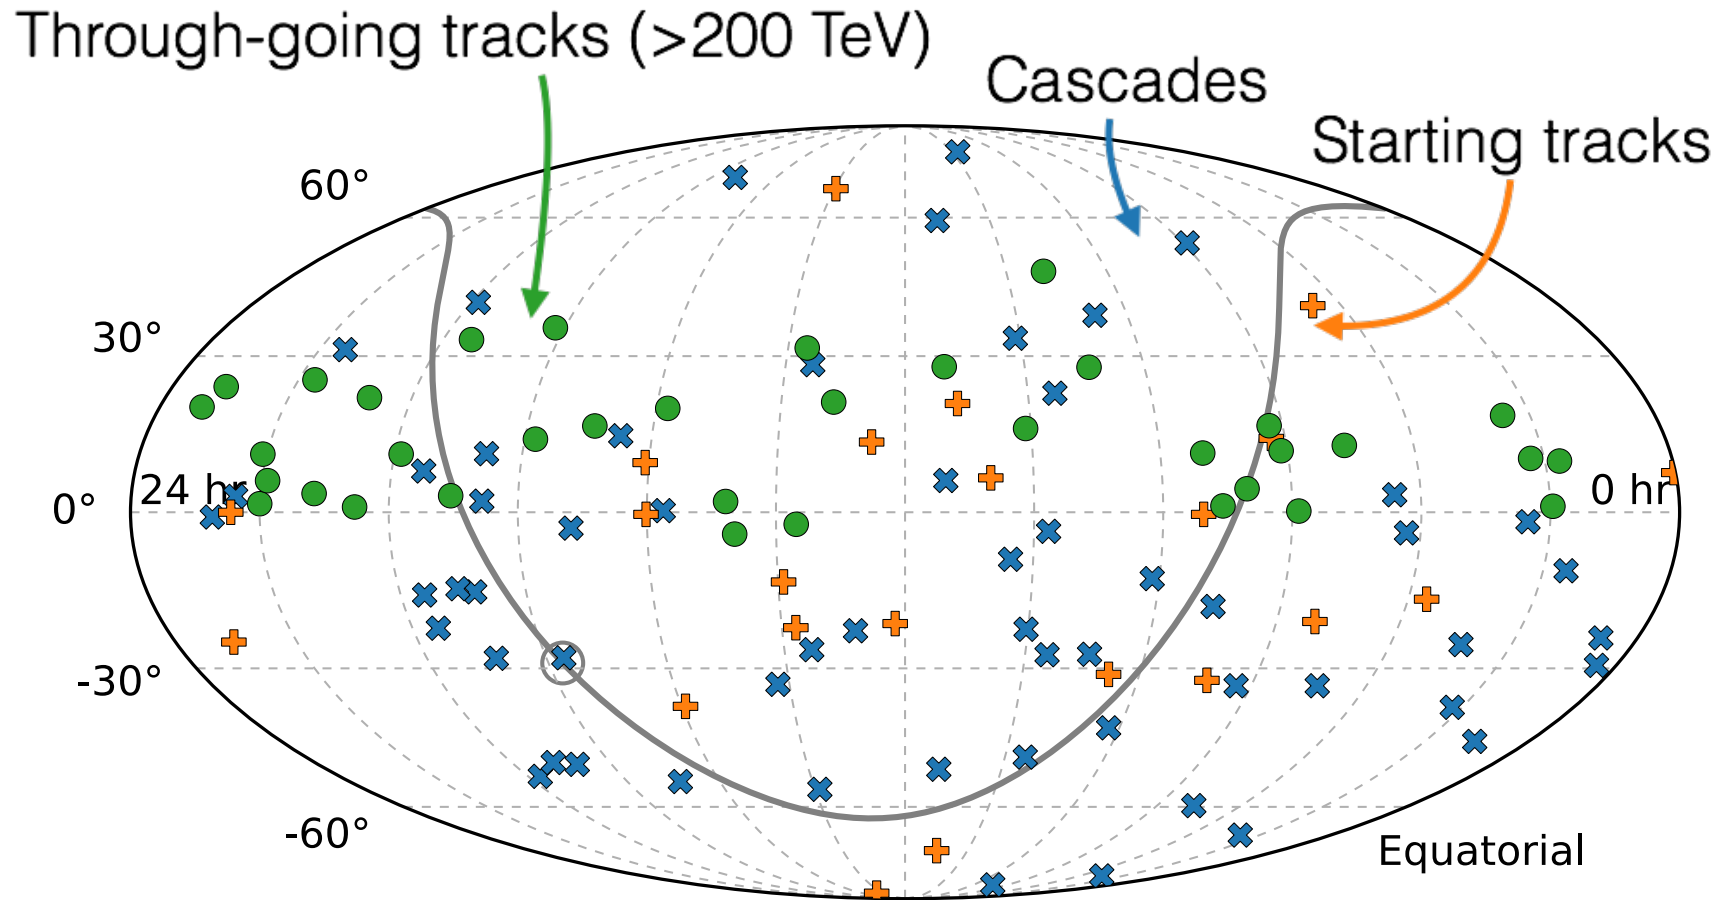 Through-going tracks (>200 TeV)
Cascades
Starting tracks
60°
30°
24 hr
0 hr
0°
-30°
-60°
Equatorial